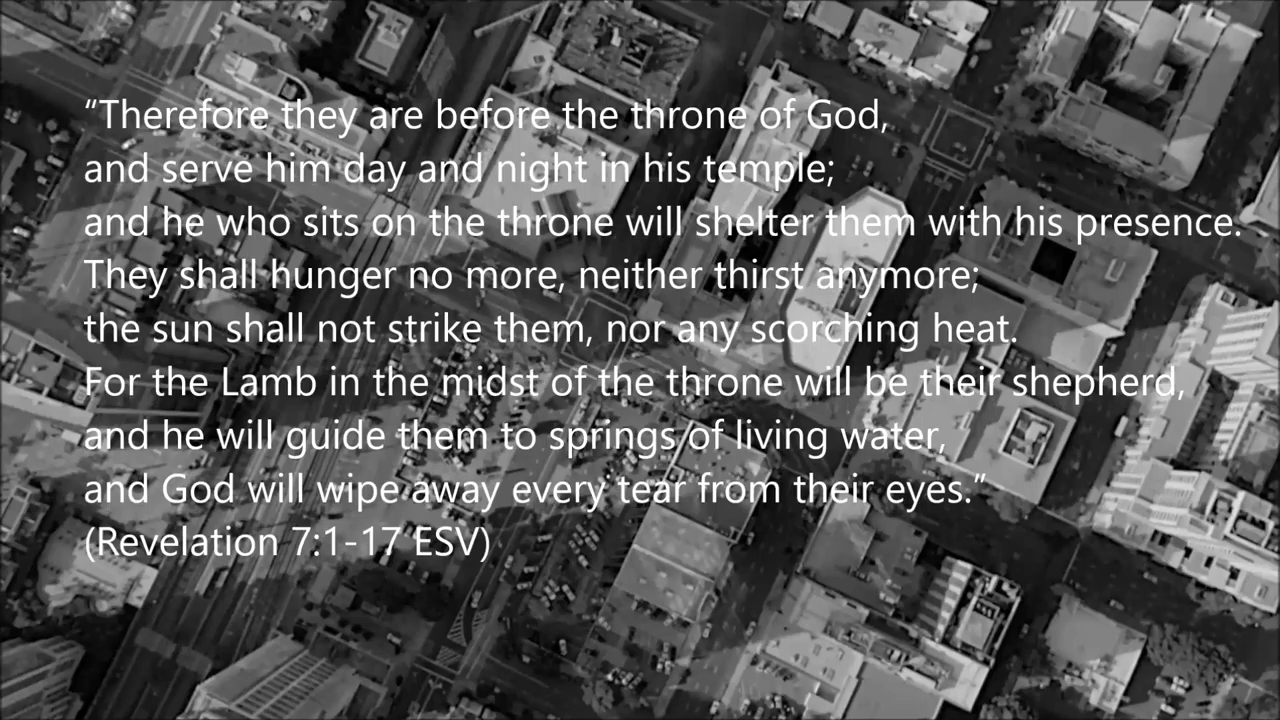 “Therefore they are before the throne of God,
and serve him day and night in his temple;
and he who sits on the throne will shelter them with his presence.
They shall hunger no more, neither thirst anymore;
the sun shall not strike them, nor any scorching heat.
For the Lamb in the midst of the throne will be their shepherd,
and he will guide them to springs of living water,
and God will wipe away every tear from their eyes.”
(Revelation 7:1-17 ESV)